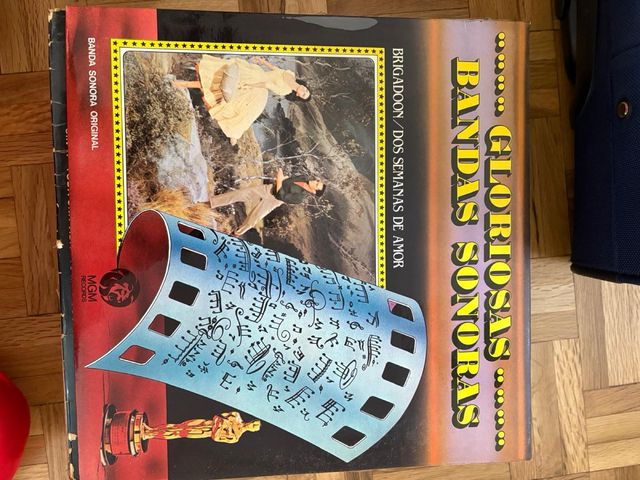 GLORIOSAS
BANDAS SONORAS
BRIGADOON/DOS SEMANAS DE AMOR
BANDA SONORA ORIGINAL
MGM
RECORDS